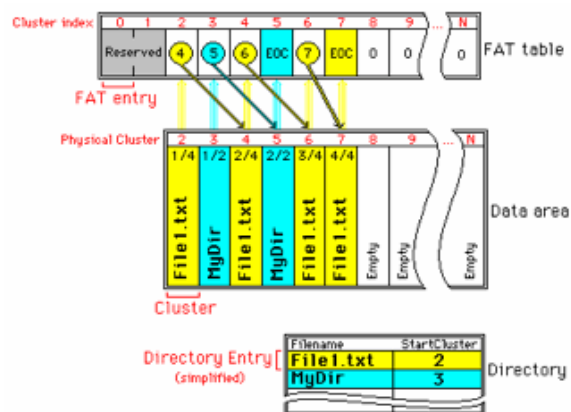 Cluster index 0 1 2 3 4 5 6 7 8 9 ... N
Reserved 4 5 6 EOC 7 EOC 0 0 0 FAT table
FAT entry
Physical Cluster 2 3 4 5 6 7 8 9 ... N
1/4 1/2 2/4 2/2 3/4 4/4
File1.txt MyDir File1.txt MyDir File1.txt File1.txt Empty Empty Empty Data area
Cluster
Filename StartCluster
Directory Entry File1.txt 2
(simplified) MyDir 3 Directory